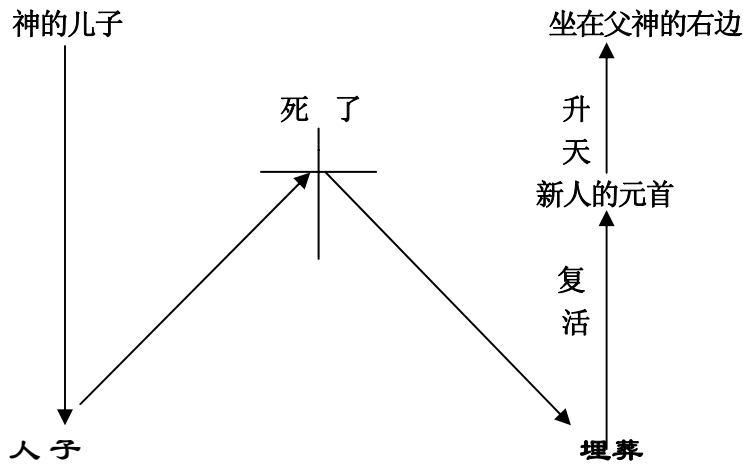 神的儿子
坐在父神的右边
死 了
升
天
新人的元首
复
活
人子
埋葬